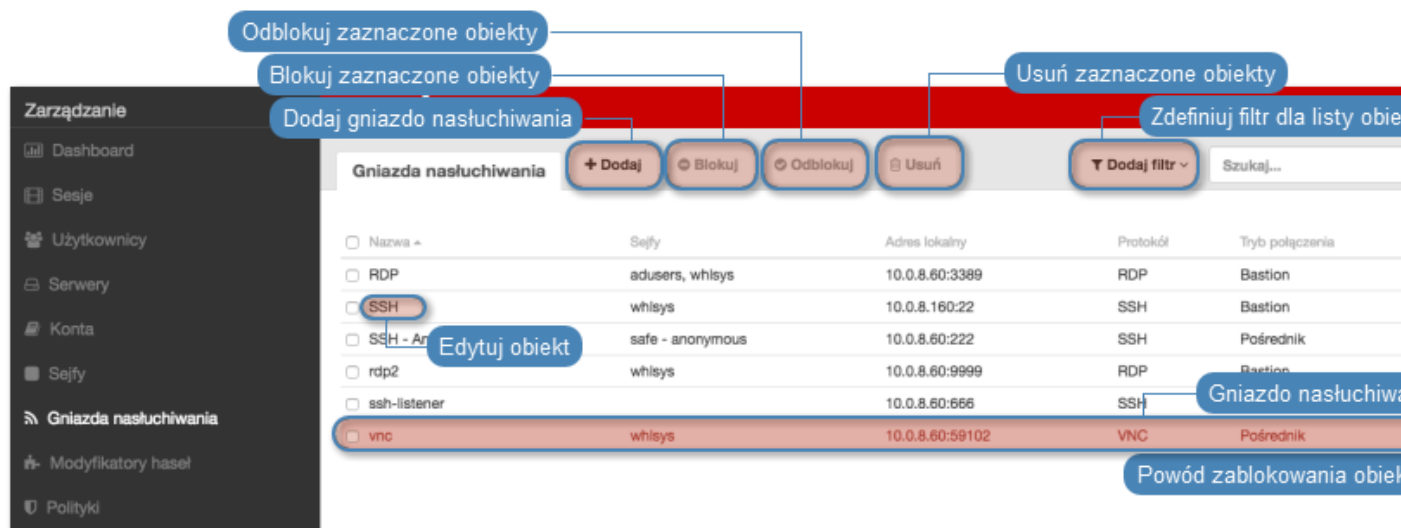 Odblokuj zaznaczone obiekty
Blokuj zaznaczone obiekty
Usuń zaznaczone obiekty
Zarządzanie
Dodaj gniazdo nasłuchiwania
Zdefiniuj filtr dla listy obie
Dashboard
Gniazda nasłuchiwania
+ Dodaj
Blokuj
Odblokuj
Usuń
Dodaj filtr
Szukaj...
Sesje
Użytkownicy
Serwery
Konta
Sejfy
Gniazda nasłuchiwania
Modyfikatory haseł
Polityki
Nazwa Sejfy Adres lokalny Protokół Tryb połączenia
RDP adusers, whlsys 10.0.8.60:3389 RDP Bastion
SSH whlsys 10.0.8.160:22 SSH Bastion
SSH - An safe - anonymous 10.0.8.60:222 SSH Pośrednik
Edytuj obiekt
rdp2 whlsys 10.0.8.60:9999 RDP Bastion
ssh-listener 10.0.8.60:666 SSH
Gniazdo nasłuchiwa
vnc whlsys 10.0.8.60:59102 VNC Pośrednik
Powód zablokowania obiek